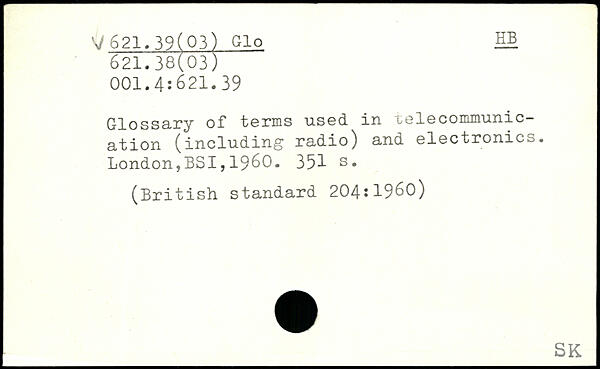 √ 621.39(03) Glo HB
621.38(03)
001.4:621.39
Glossary of terms used in telecommunic-
ation (including radio) and electronics.
London,BSI,1960. 351 s.
(British standard 204:1960)
SK